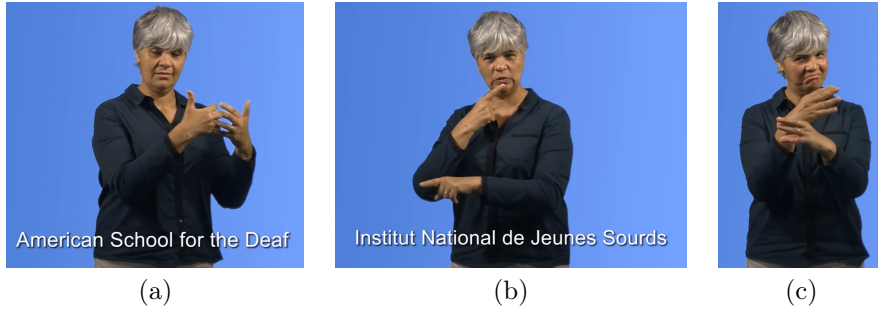 American School for the Deaf
Institut National de Jeunes Sourds
(a)
(b)
(c)